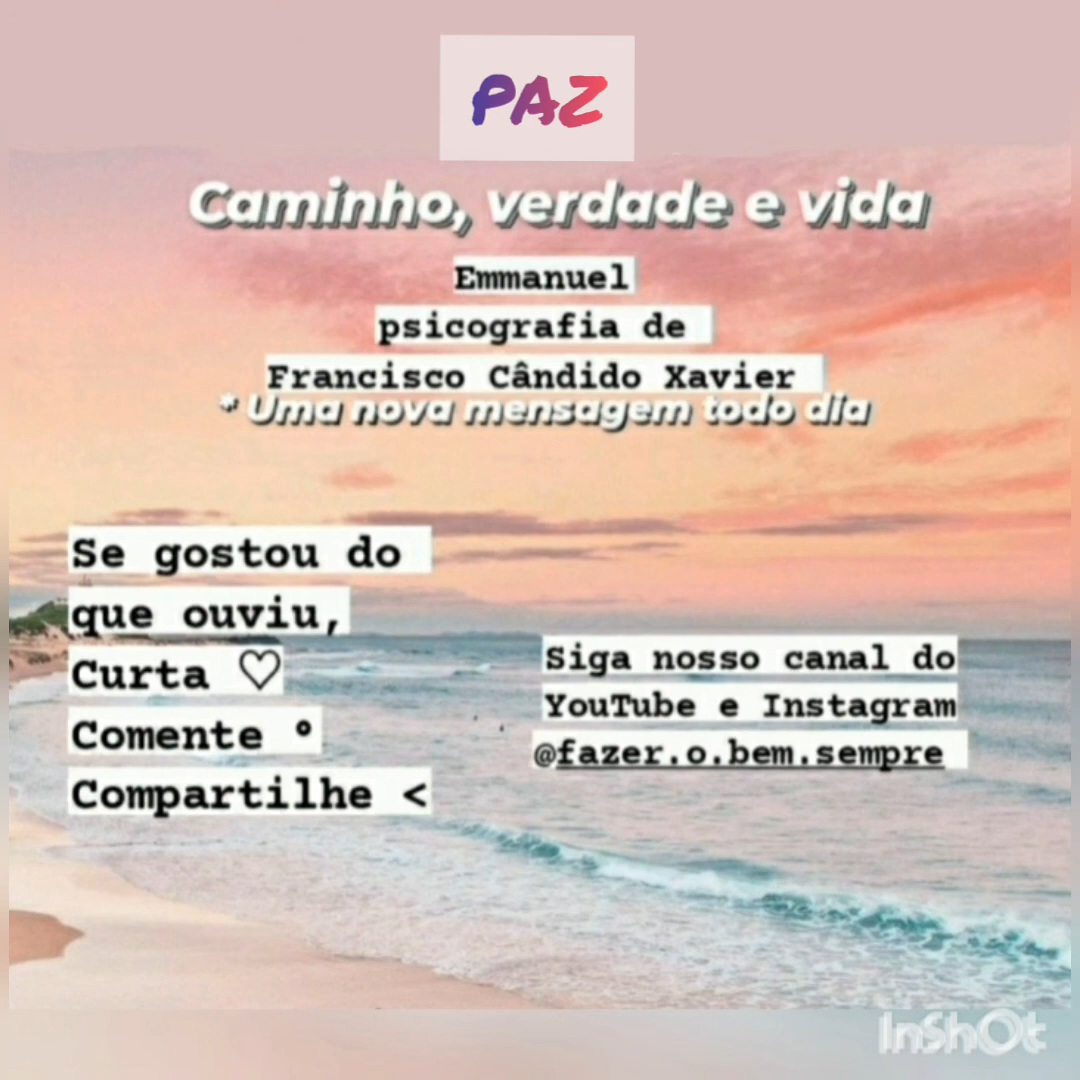 PAZ
Caminho, verdade e vida
Emmanuel
psicografia de
Francisco Cândido Xavier
* Uma nova mensagem todo dia
Se gostou do
que ouviu,
Curta ♡
Comente °
Compartilhe <
Siga nosso canal do
YouTube e Instagram
@fazer.o.bem.sempre
InShOt